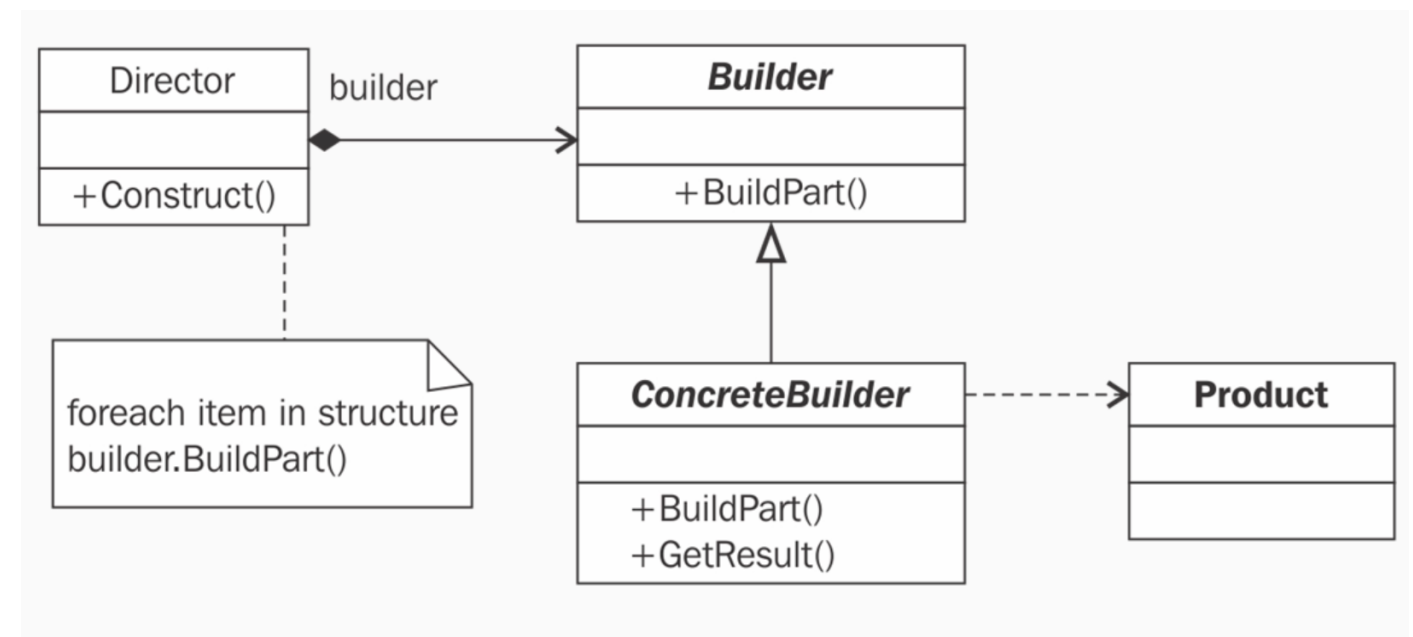 Director
+Construct()
builder
Builder
+BuildPart()
foreach item in structure
builder.BuildPart()
ConcreteBuilder
+BuildPart()
+GetResult()
Product